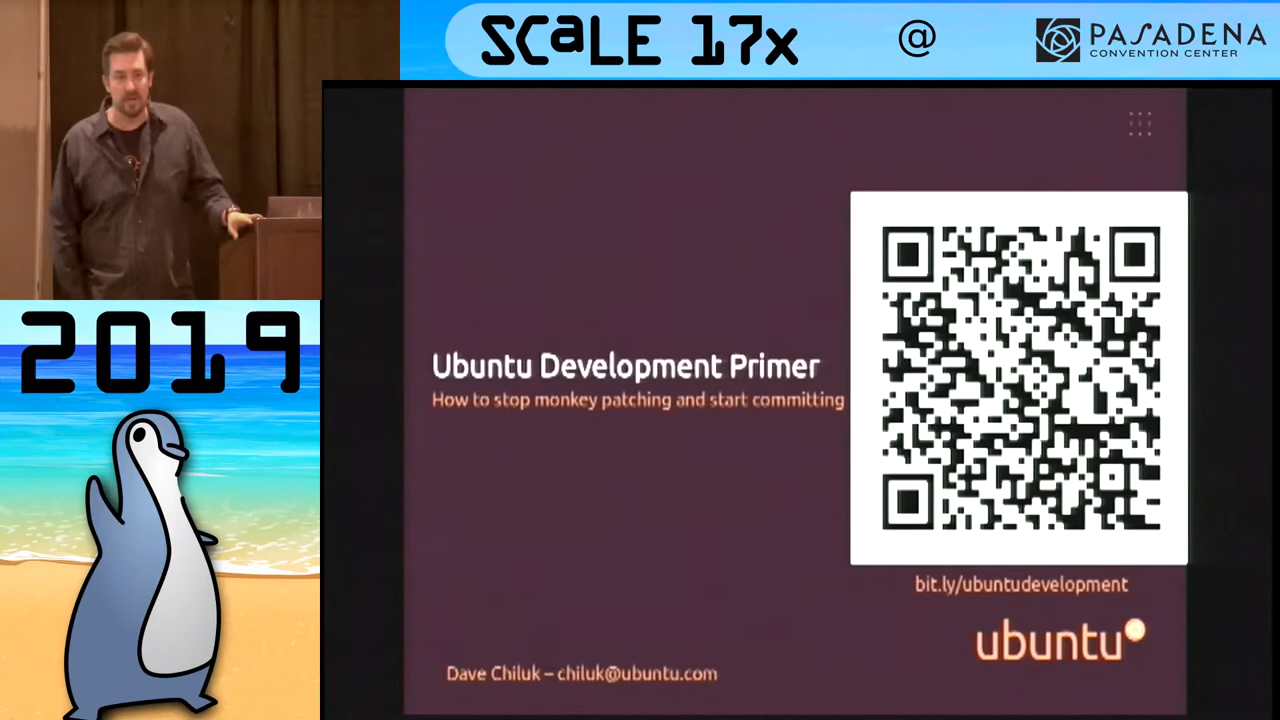 SCaLE 17x @ PASADENA
CONVENTION CENTER
2019
Ubuntu Development Primer
How to stop monkey patching and start committing
bit.ly/ubuntudevelopment
ubuntu
Dave Chiluk – chiluk@ubuntu.com